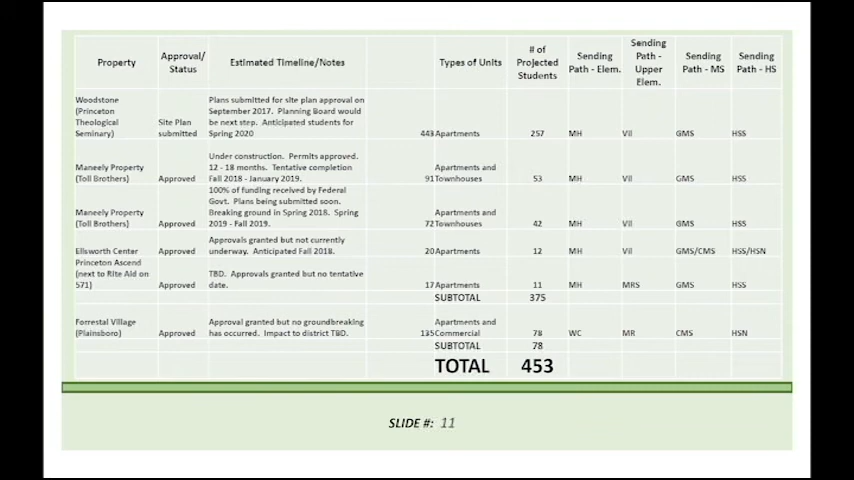 Property Approval/ Status Estimated Timeline/Notes Types of Units # of Projected Students Sending Path - Elem. Sending Path - Upper Elem. Sending Path - MS Sending Path - HS
Woodstone (Princeton Theological Seminary) Site Plan submitted Plans submitted for site plan approval on September 2017. Planning Board would be next step. Anticipated students for Spring 2020 443 Apartments 257 MH Vil GMS HSS
Maneely Property (Toll Brothers) Approved Under construction. Permits approved. 12 - 18 months. Tentative completion Fall 2018 - January 2019. 91 Apartments and Townhouses 53 MH Vil GMS HSS
Maneely Property (Toll Brothers) Approved 100% of funding received by Federal Govt. Plans being submitted soon. Breaking ground in Spring 2018. Spring 2019 - Fall 2019. 72 Apartments and Townhouses 42 MH Vil GMS HSS
Ellsworth Center Approved Approvals granted but not currently underway. Anticipated Fall 2018. 20 Apartments 12 MH Vil GMS/CMS HSS/HSN
Princeton Ascend (next to Rite Aid on 571) Approved TBD. Approvals granted but no tentative date. 17 Apartments 11 MH MRS GMS HSS
SUBTOTAL 375
Forrestal Village (Plainsboro) Approved Approval granted but no groundbreaking has occurred. Impact to district TBD. 135 Apartments and Commercial 78 WC MR CMS HSN
SUBTOTAL 78
TOTAL 453
SLIDE #: 11